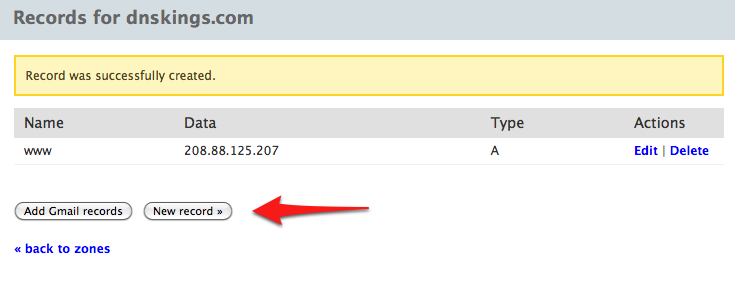 Records for dnskings.com
Record was successfully created.
Name Data Type Actions
www 208.88.125.207 A Edit | Delete
Add Gmail records New record »
« back to zones